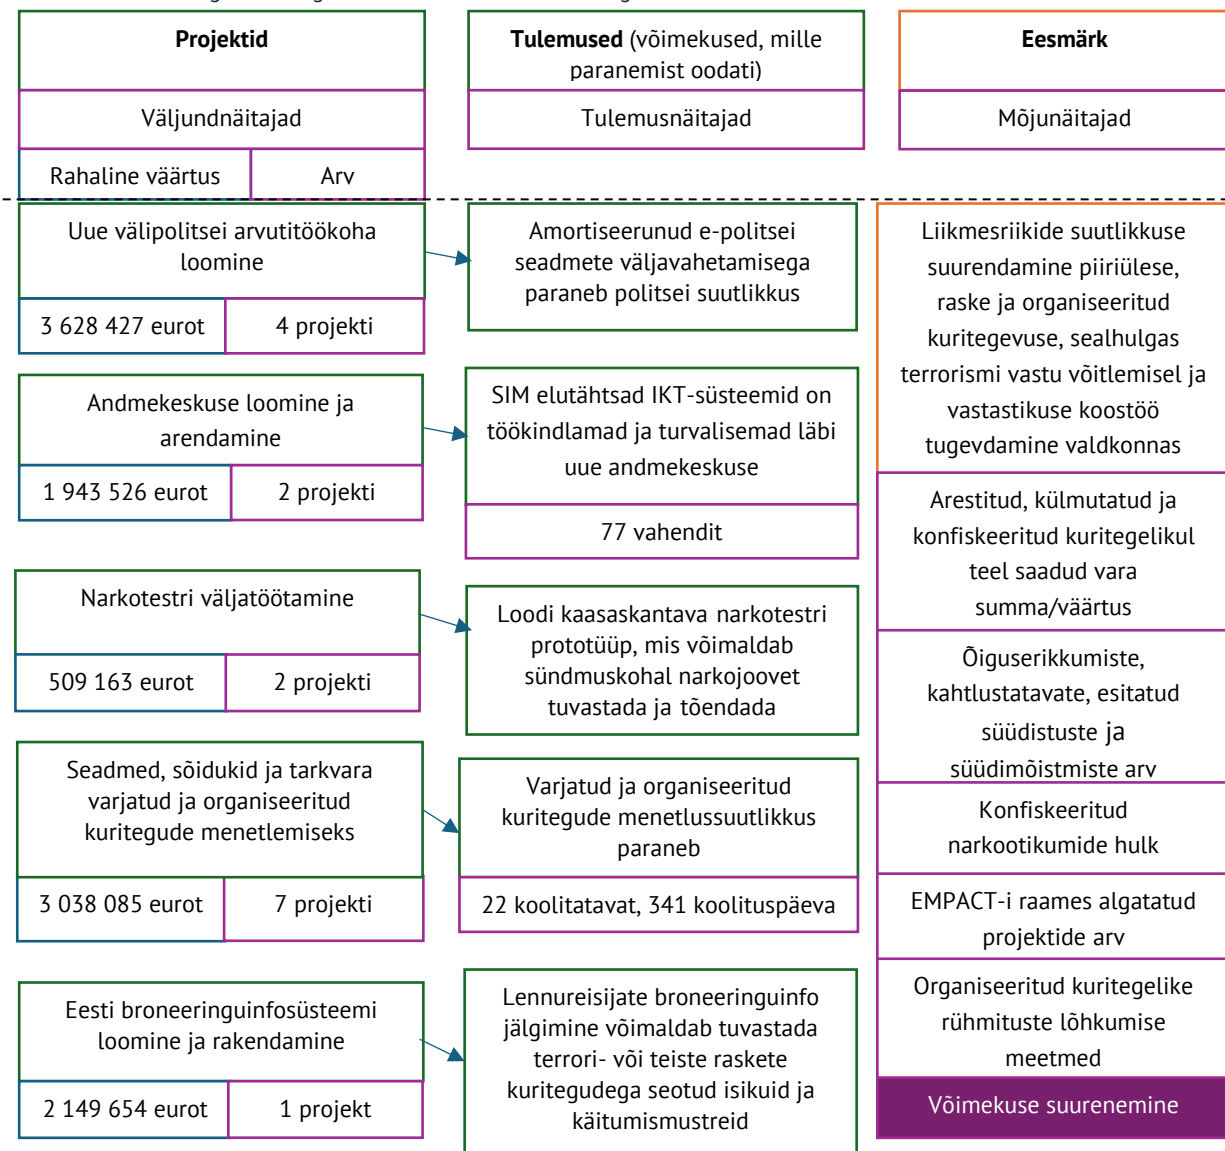 Projektid
Väljundnäitajad
Rahaline väärtus
Arv
Tulemused (võimekused, mille
paranemist oodati)
Tulemusnäitajad
Eesmärk
Mõjunäitajad
Uue välipolitsei arvutitöökoha
loomine
3 628 427 eurot
4 projekti
Amortiseerunud e-politsei
seadmete väljavahetamisega
paraneb politsei suutlikkus
Andmekeskuse loomine ja
arendamine
1 943 526 eurot
2 projekti
SIM elutähtsad IKT-süsteemid on
töökindlamad ja turvalisemad läbi
uue andmekeskuse
77 vahendit
Narkotestri väljatöötamine
509 163 eurot
2 projekti
Loodi kaasaskantava narkotestri
prototüüp, mis võimaldab
sündmuskohal narkojoovet
tuvastada ja tõendada
Seadmed, sõidukid ja tarkvara
varjatud ja organiseeritud
kuritegude menetlemiseks
3 038 085 eurot
7 projekti
Varjatud ja organiseeritud
kuritegude menetlussuutlikkus
paraneb
22 koolitatavat, 341 koolituspäeva
Eesti broneeringuinfosüsteemi
loomine ja rakendamine
2 149 654 eurot
1 projekt
Lennureisijate broneeringuinfo
jälgimine võimaldab tuvastada
terrori- või teiste raskete
kuritegudega seotud isikuid ja
käitumismustreid
Liikmesriikide suutlikkuse
suurendamine piiriülese,
raske ja organiseeritud
kuritegevuse, sealhulgas
terrorismi vastu võitlemisel ja
vastastikuse koostöö
tugevdamine valdkonnas
Arestitud, külmutatud ja
konfiskeeritud kuritegelikul
teel saadud vara
summa/väärtus
Õiguserikkumiste,
kahtlustatavate, esitatud
süüdistuste ja
süüdimõistmiste arv
Konfiskeeritud
narkootikumide hulk
EMPACT-i raames algatatud
projektide arv
Organiseeritud kuritegelike
rühmituste lõhkumise
meetmed
Võimekuse suurenemine